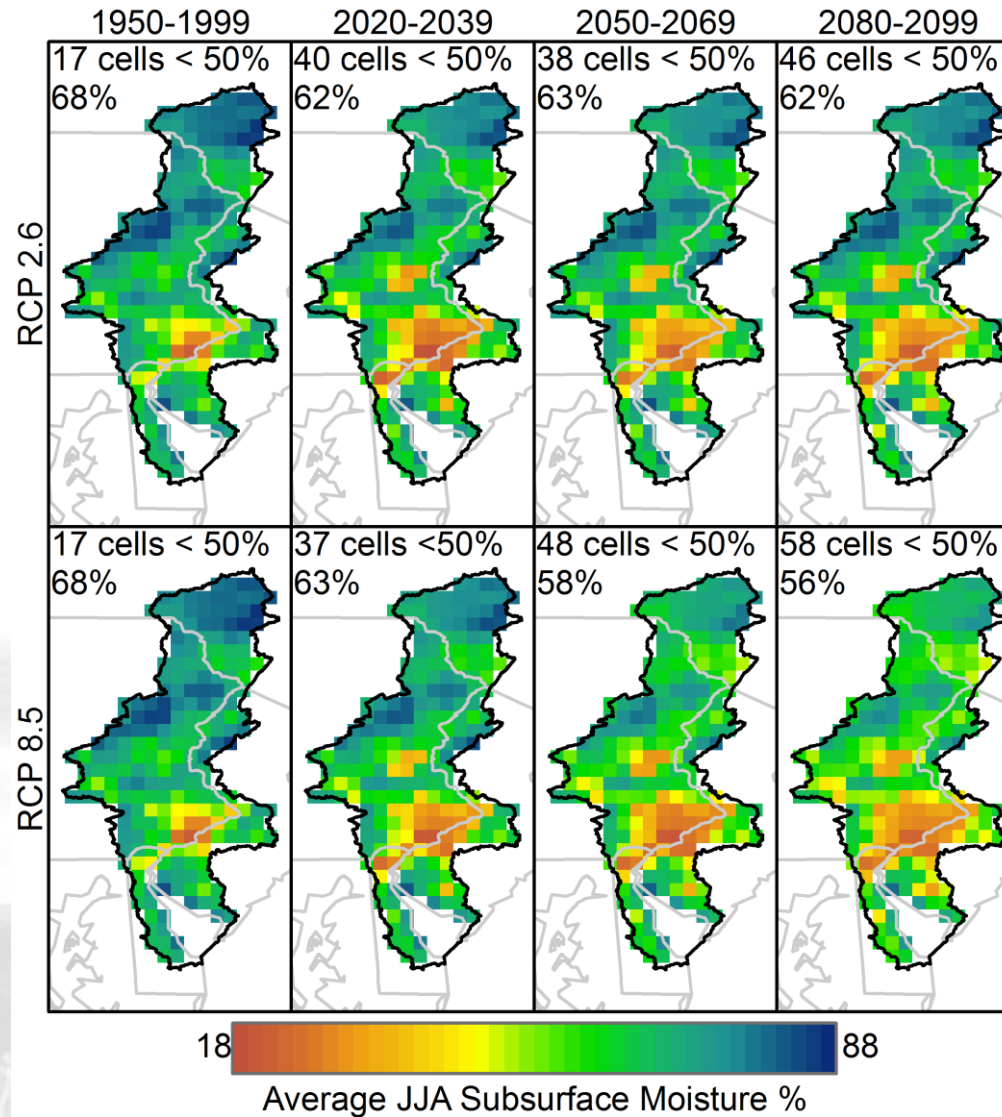 1950-1999 2020-2039 2050-2069 2080-2099
17 cells < 50% 40 cells < 50% 38 cells < 50% 46 cells < 50%
68% 62% 63% 62%
RCP 2.6
17 cells < 50% 37 cells <50% 48 cells < 50% 58 cells < 50%
68% 63% 58% 56%
RCP 8.5
18 88
Average JJA Subsurface Moisture %